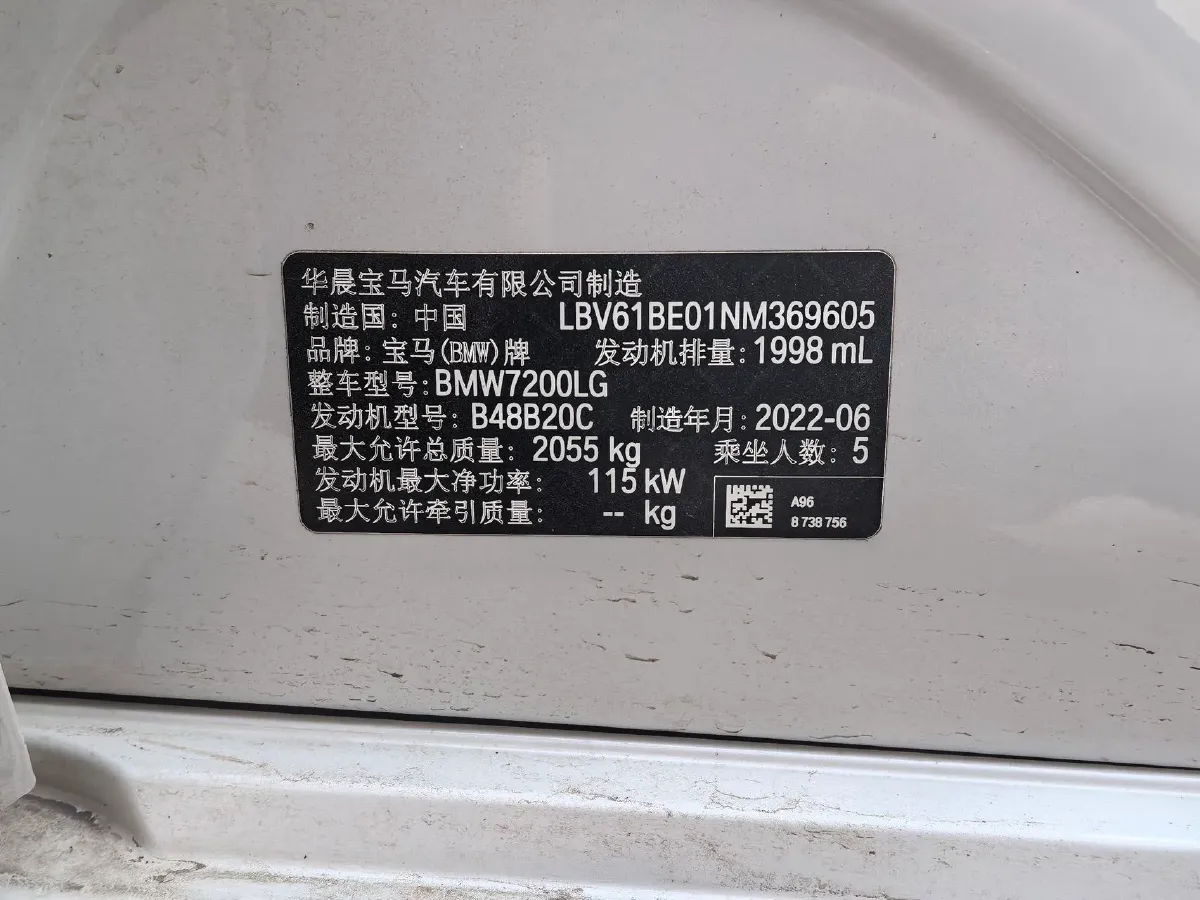 华晨宝马汽车有限公司制造
制造国: 中国 LBV61BE01NM369605
品牌: 宝马(BMW)牌 发动机排量: 1998 mL
整车型号: BMW7200LG
发动机型号: B48B20C 制造年月: 2022-06
最大允许总质量: 2055 kg 乘坐人数: 5
发动机最大净功率: 115 kW
最大允许牵引质量: -- kg
A96
8 738 756